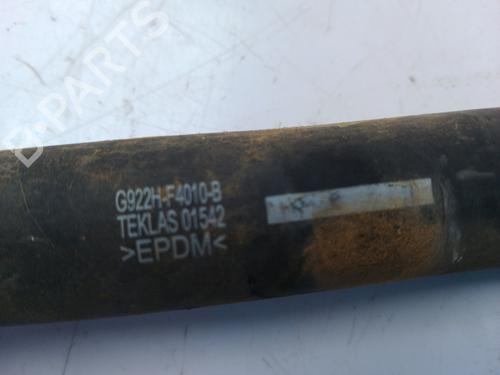 G922H-F4010-B
TEKLAS 01542
>EPDM<
B-PARTS